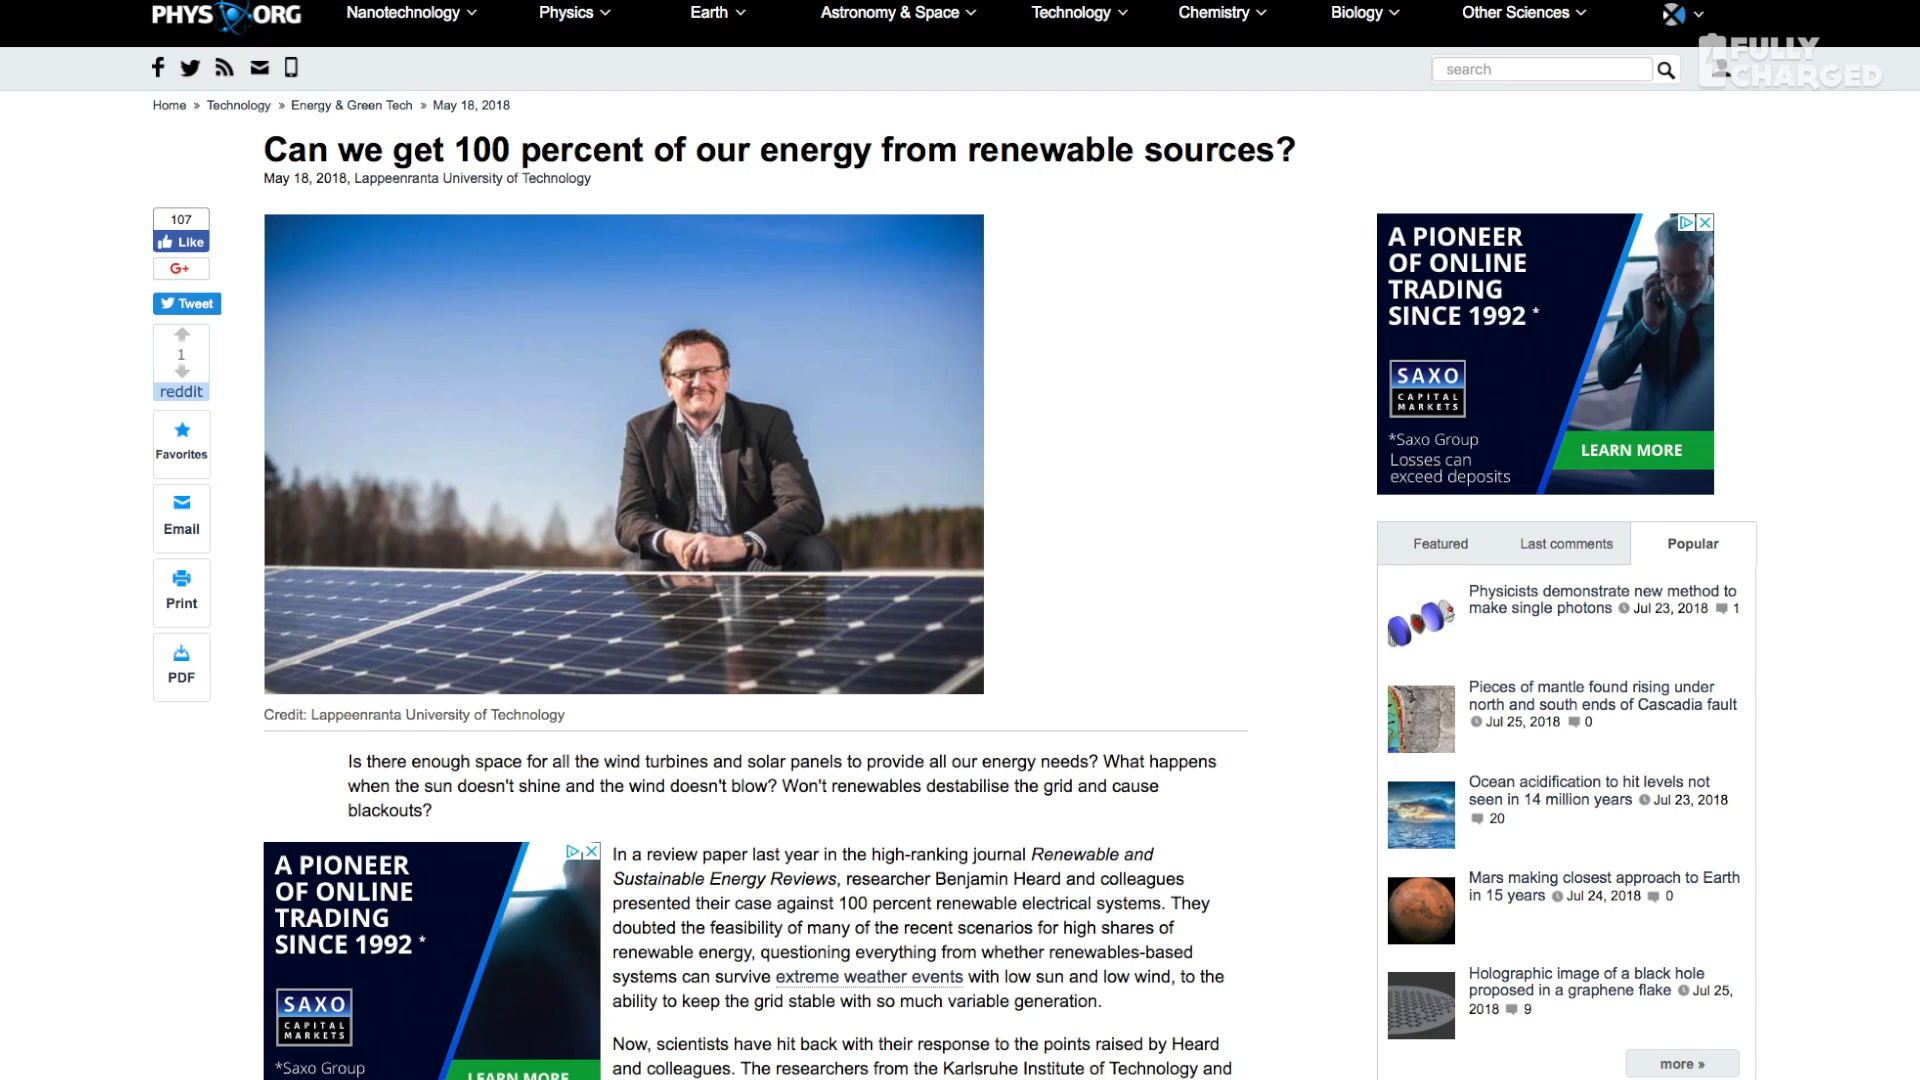 PHYS ORG
Nanotechnology
Physics
Earth
Astronomy & Space
Technology
Chemistry
Biology
Other Sciences
FULLY
CHARGED
search
Home » Technology » Energy & Green Tech » May 18, 2018
Can we get 100 percent of our energy from renewable sources?
May 18, 2018, Lappeenranta University of Technology
107
Like
G+
Tweet
1
reddit
Favorites
Email
Print
PDF
Credit: Lappeenranta University of Technology
Is there enough space for all the wind turbines and solar panels to provide all our energy needs? What happens
when the sun doesn't shine and the wind doesn't blow? Won't renewables destabilise the grid and cause
blackouts?
A PIONEER
OF ONLINE
TRADING
SINCE 1992 *
SAXO
CAPITAL
MARKETS
*Saxo Group
LEARN MORE
In a review paper last year in the high-ranking journal Renewable and
Sustainable Energy Reviews, researcher Benjamin Heard and colleagues
presented their case against 100 percent renewable electrical systems. They
doubted the feasibility of many of the recent scenarios for high shares of
renewable energy, questioning everything from whether renewables-based
systems can survive extreme weather events with low sun and low wind, to the
ability to keep the grid stable with so much variable generation.
Now, scientists have hit back with their response to the points raised by Heard
and colleagues. The researchers from the Karlsruhe Institute of Technology and
A PIONEER
OF ONLINE
TRADING
SINCE 1992 *
SAXO
CAPITAL
MARKETS
*Saxo Group
Losses can
exceed deposits
LEARN MORE
Featured
Last comments
Popular
Physicists demonstrate new method to
make single photons Jul 23, 2018 1
Pieces of mantle found rising under
north and south ends of Cascadia fault
Jul 25, 2018 0
Ocean acidification to hit levels not
seen in 14 million years Jul 23, 2018
20
Mars making closest approach to Earth
in 15 years Jul 24, 2018 0
Holographic image of a black hole
proposed in a graphene flake Jul 25,
2018 9
more »